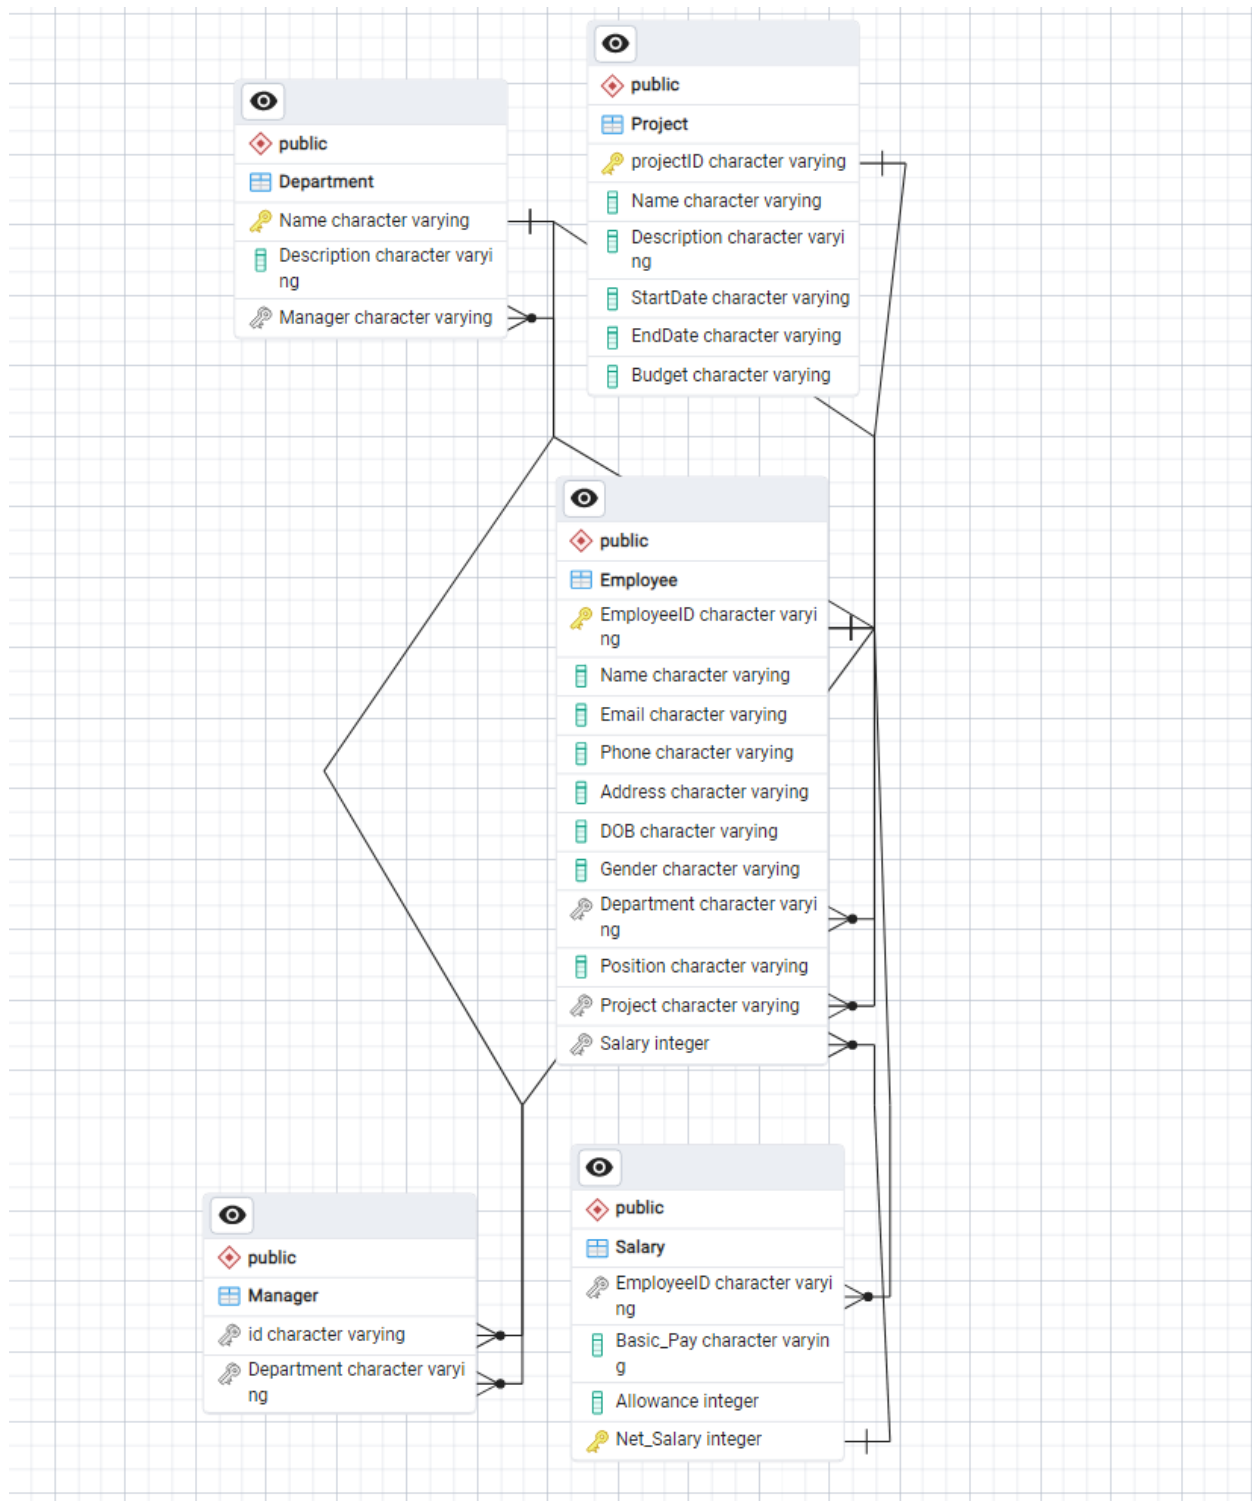 public
Project
projectID character varying
Name character varying
Description character varyi
ng
StartDate character varying
EndDate character varying
Budget character varying
public
Department
Name character varying
Description character varyi
ng
Manager character varying
public
Employee
EmployeeID character varyi
ng
Name character varying
Email character varying
Phone character varying
Address character varying
DOB character varying
Gender character varying
Department character varyi
ng
Position character varying
Project character varying
Salary integer
public
Salary
EmployeeID character varyi
ng
Basic_Pay character varyin
g
Allowance integer
Net_Salary integer
public
Manager
id character varying
Department character varyi
ng